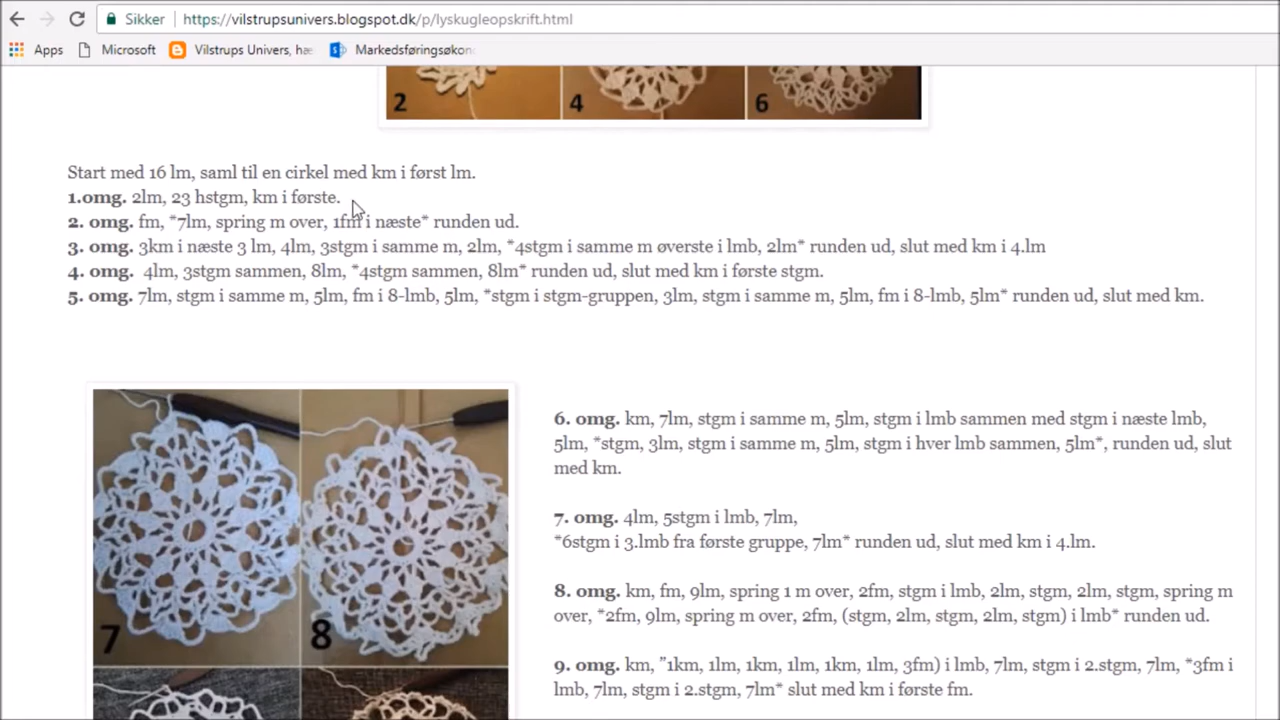 Sikker https://vilstrupsunivers.blogspot.dk/p/lyskugleopskrift.html
Apps Microsoft Vilstrups Univers, hæ Markedsføringsøkon
2 4 6
Start med 16 lm, saml til en cirkel med km i først lm.
1.omg. 2lm, 23 hstgm, km i første.
2. omg. fm, *7lm, spring m over, 1fm i næste* runden ud.
3. omg. 3km i næste 3 lm, 4lm, 3stgm i samme m, 2lm, *4stgm i samme m øverste i lmb, 2lm* runden ud, slut med km i 4.lm
4. omg. 4lm, 3stgm sammen, 8lm, *4stgm sammen, 8lm* runden ud, slut med km i første stgm.
5. omg. 7lm, stgm i samme m, 5lm, fm i 8-lmb, 5lm, *stgm i stgm-gruppen, 3lm, stgm i samme m, 5lm, fm i 8-lmb, 5lm* runden ud, slut med km.
6. omg. km, 7lm, stgm i samme m, 5lm, stgm i lmb sammen med stgm i næste lmb,
5lm, *stgm, 3lm, stgm i samme m, 5lm, stgm i hver lmb sammen, 5lm*, runden ud, slut
med km.
7. omg. 4lm, 5stgm i lmb, 7lm,
*6stgm i 3.lmb fra første gruppe, 7lm* runden ud, slut med km i 4.lm.
8. omg. km, fm, 9lm, spring 1 m over, 2fm, stgm i lmb, 2lm, stgm, 2lm, stgm, spring m
over, *2fm, 9lm, spring m over, 2fm, (stgm, 2lm, stgm, 2lm, stgm) i lmb* runden ud.
9. omg. km, "1km, 1lm, 1km, 1lm, 1km, 1lm, 3fm) i lmb, 7lm, stgm i 2.stgm, 7lm, *3fm i
lmb, 7lm, stgm i 2.stgm, 7lm* slut med km i første fm.
7 8